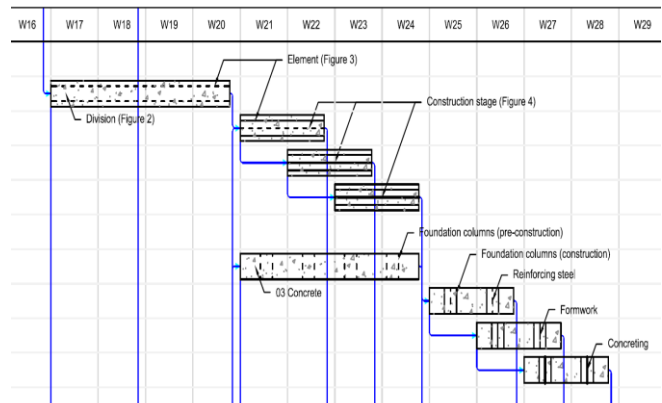 W16 W17 W18 W19 W20 W21 W22 W23 W24 W25 W26 W27 W28 W29
Element (Figure 3)
Division (Figure 2)
Construction stage (Figure 4)
Foundation columns (pre-construction)
Foundation columns (construction)
Reinforcing steel
03 Concrete
Formwork
Concreting